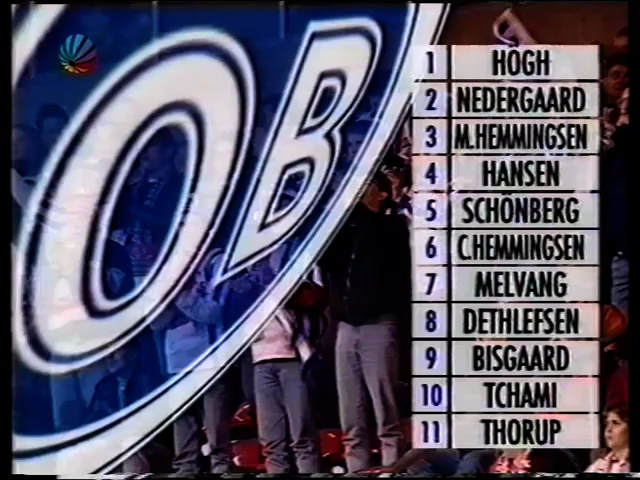 OB
1 HÖGH
2 NEDERGAARD
3 M.HEMMINGSEN
4 HANSEN
5 SCHÖNBERG
6 C.HEMMINGSEN
7 MELVANG
8 DETHLEFSEN
9 BISGAARD
10 TCHAMI
11 THORUP